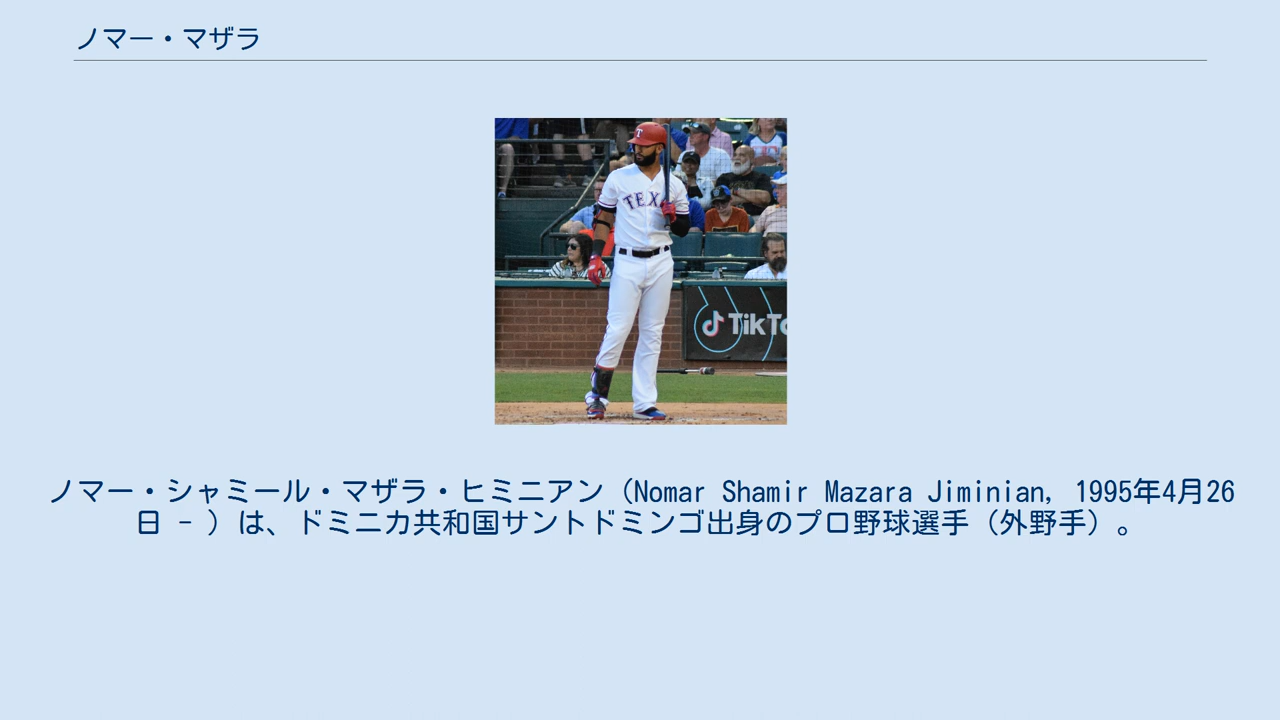 ノマー・マザラ
T
TEX
TikTo
ノマー・シャミール・マザラ・ヒミニアン（Nomar Shamir Mazara Jiminian, 1995年4月26
日 - ）は、ドミニカ共和国サントドミンゴ出身のプロ野球選手（外野手）。